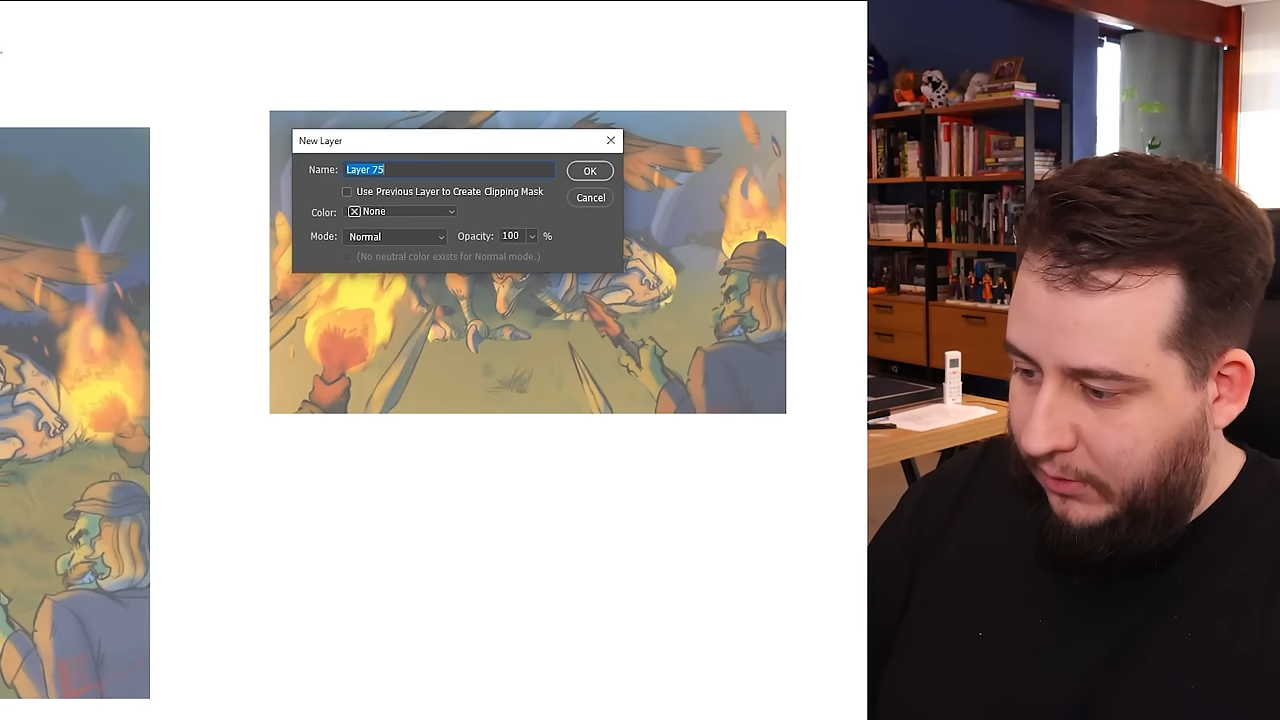 New Layer
Name: Layer 75
OK
Use Previous Layer to Create Clipping Mask
Cancel
Color: None
Mode: Normal Opacity: 100 %
(No neutral color exists for Normal mode.)